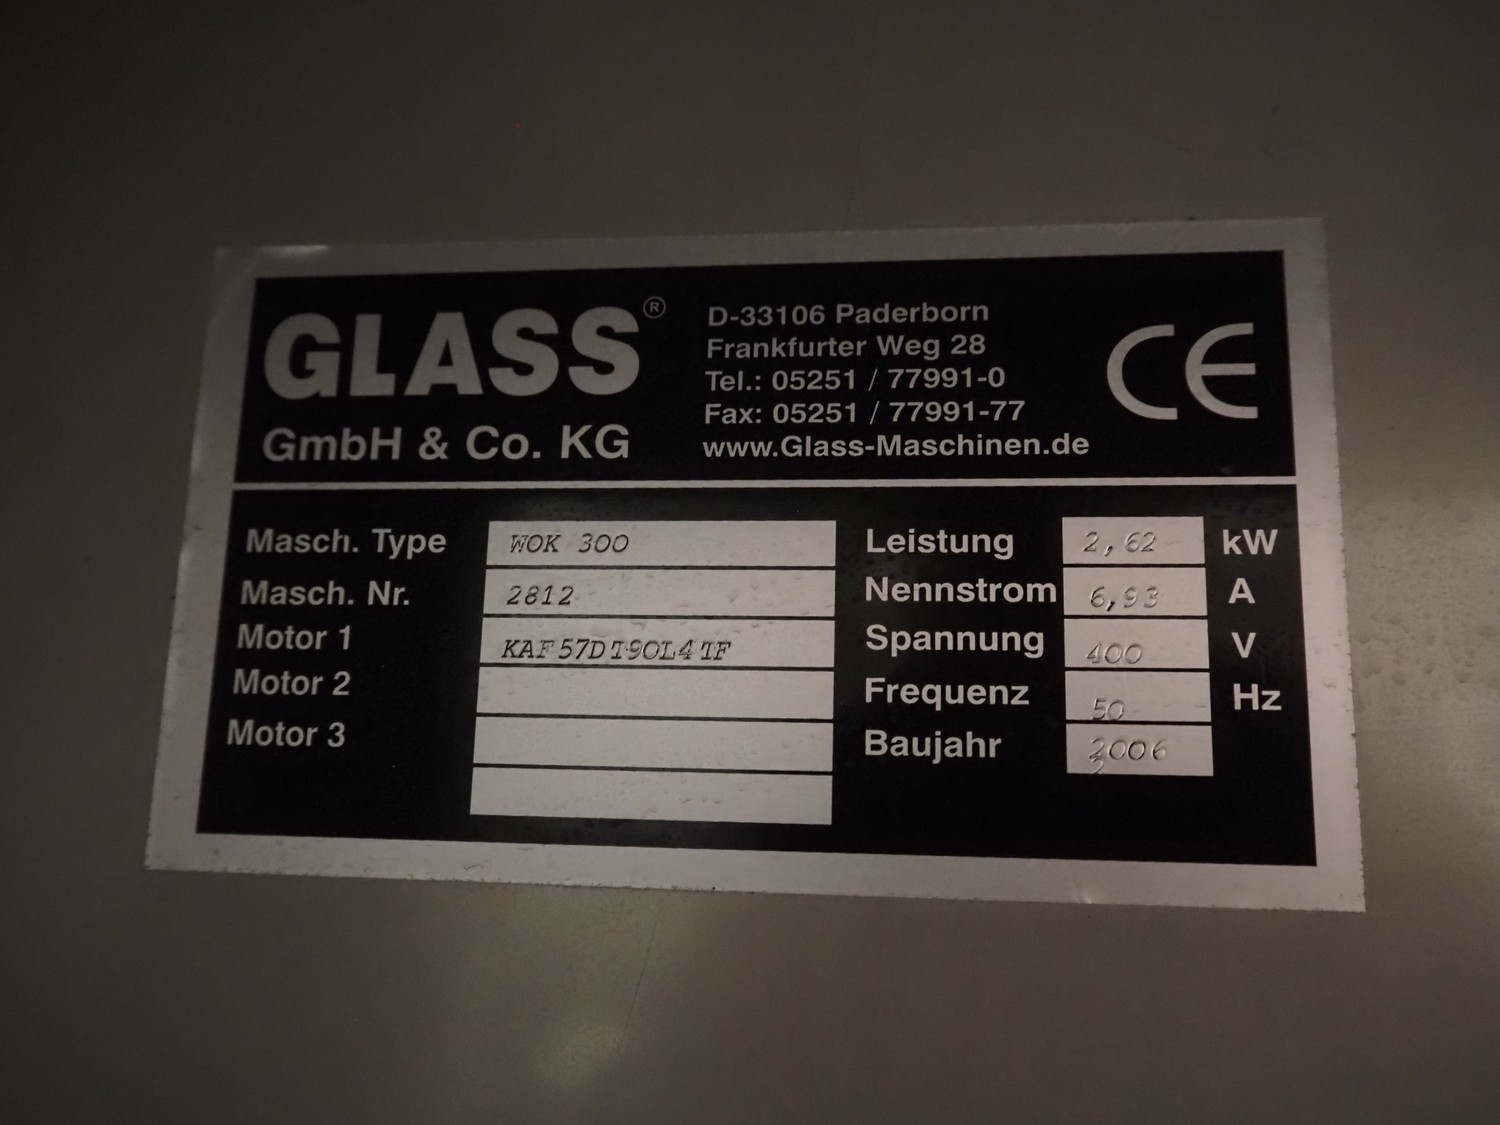 GLASS®
GmbH & Co. KG
D-33106 Paderborn
Frankfurter Weg 28
Tel.: 05251 / 77991-0
Fax: 05251 / 77991-77
www.Glass-Maschinen.de
CE
Masch. Type WOK 300
Masch. Nr. 2812
Motor 1 KAF57DT90L4TF
Motor 2
Motor 3
Leistung 2,62 kW
Nennstrom 6,93 A
Spannung 400 V
Frequenz 50 Hz
Baujahr 2006